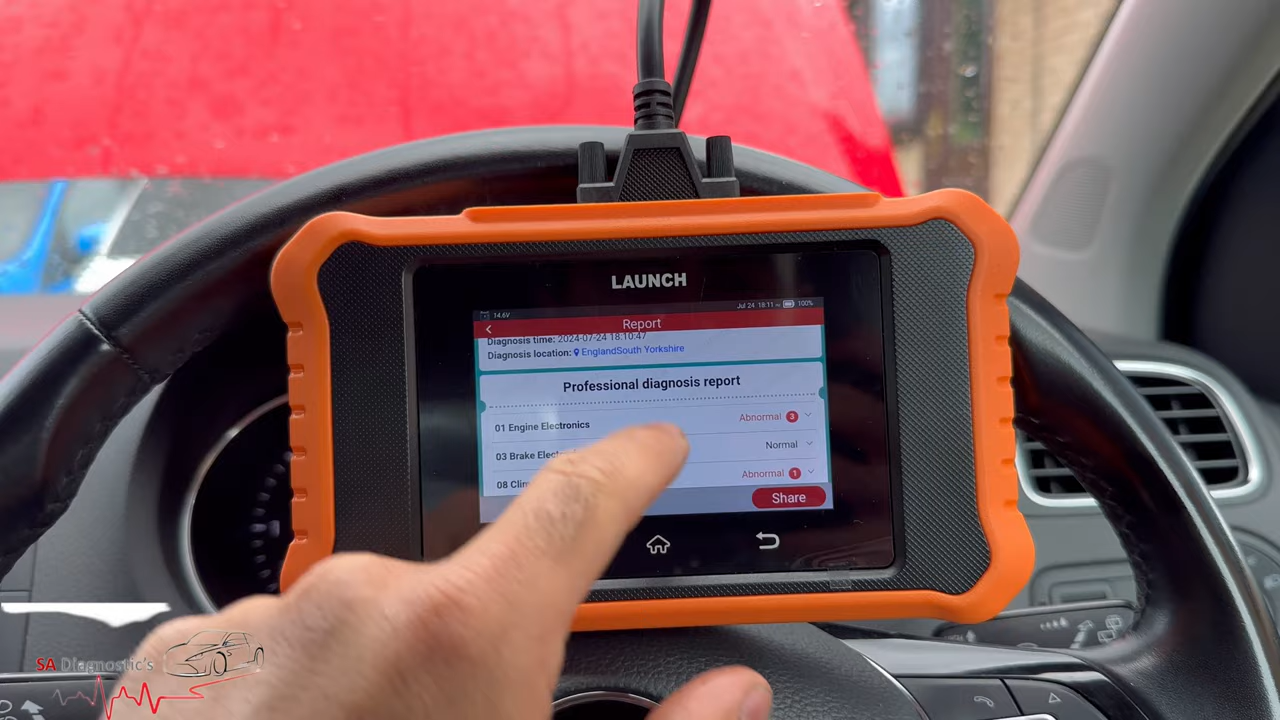 LAUNCH
14.6V Jul 24 18:11 100%
Report
Diagnosis time: 2024-07-24 18:10:47
Diagnosis location: EnglandSouth Yorkshire
Professional diagnosis report
01 Engine Electronics Abnormal 3
03 Brake Normal
08 Abnormal 1
Share
SA Diagnostic's